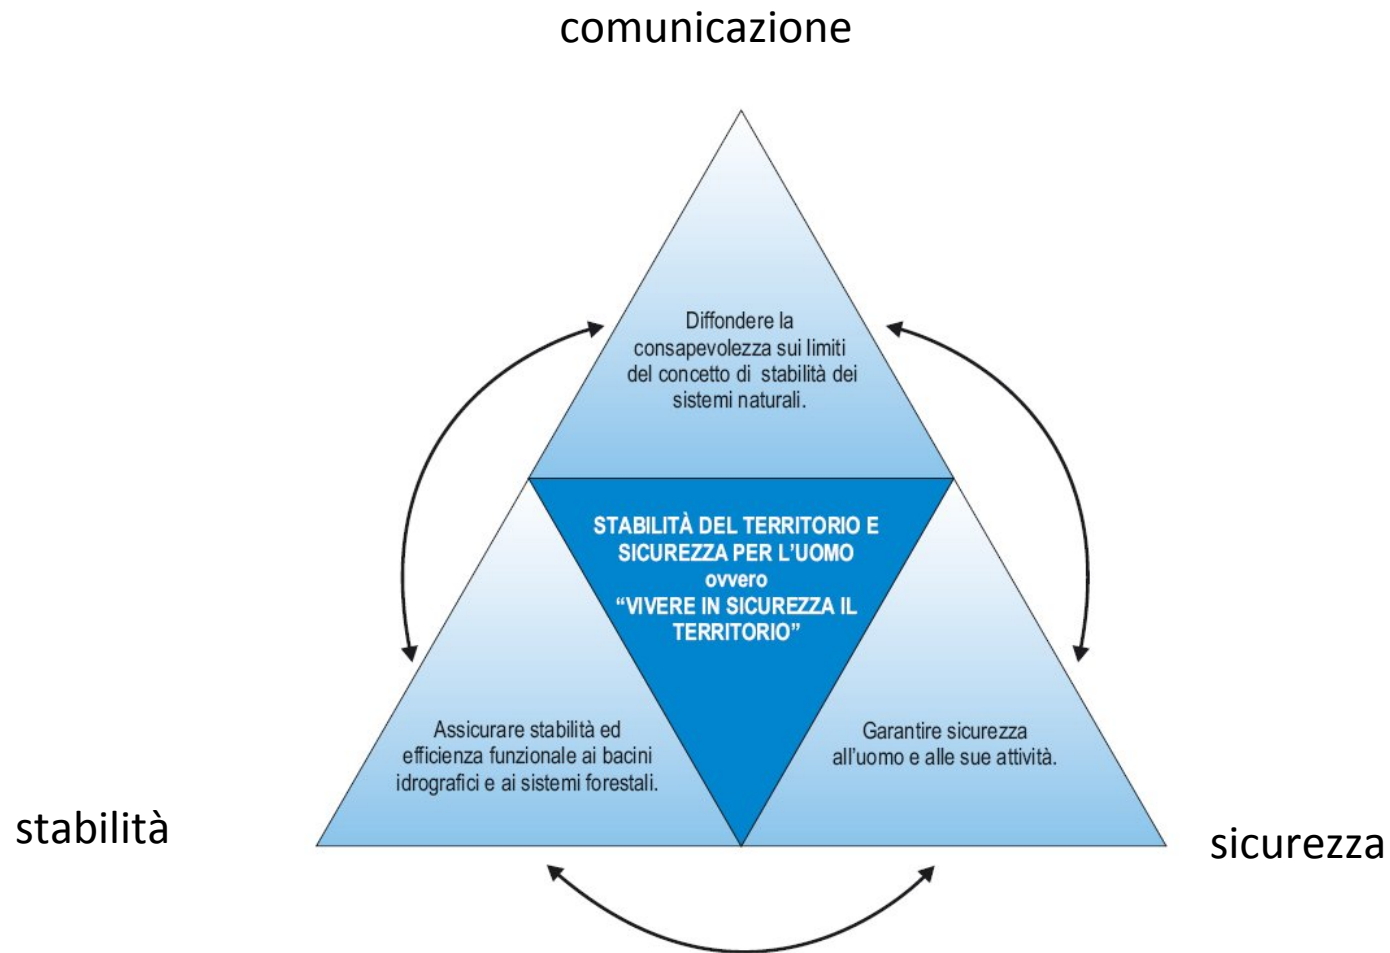 comunicazione
Diffondere la
consapevolezza sui limiti
del concetto di stabilità dei
sistemi naturali.
STABILITÀ DEL TERRITORIO E
SICUREZZA PER L'UOMO
ovvero
“VIVERE IN SICUREZZA IL
TERRITORIO”
Assicurare stabilità ed
efficienza funzionale ai bacini
idrografici e ai sistemi forestali.
Garantire sicurezza
all'uomo e alle sue attività.
stabilità
sicurezza